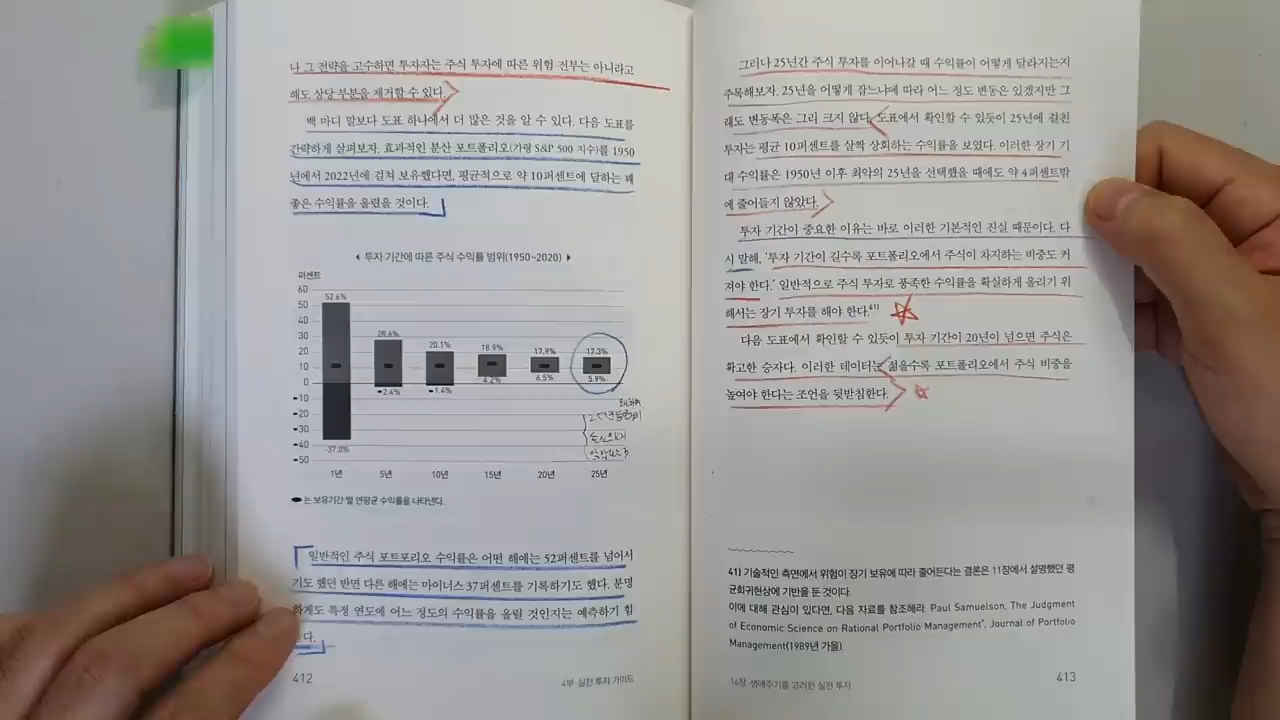 나 그 전략을 고수하면 투자자는 주식 투자에 따른 위험 전부는 아니라고
해도 상당 부분을 제거할 수 있다.
백 마디 말보다 도표 하나에서 더 많은 것을 알 수 있다. 다음 도표를
간략하게 살펴보자. 효과적인 분산 포트폴리오(가령 S&P 500 지수)를 1950
년에서 2022년에 걸쳐 보유했다면, 평균적으로 약 10퍼센트에 달하는 꽤
좋은 수익률을 올렸을 것이다.
◀ 투자 기간에 따른 주식 수익률 범위(1950~2020) ▶
퍼센트
60
50
40
30
20
10
0
-10
-20
-30
-40
-50
52.6%
28.6%
20.1%
18.9%
17.9%
17.3%
-37.0%
-2.4%
-1.4%
4.2%
6.5%
5.9%
1년
5년
10년
15년
20년
25년
는 보유기간 별 연평균 수익률을 나타낸다.
일반적인 주식 포트포리오 수익률은 어떤 해에는 52퍼센트를 넘어서
기도 했던 반면 다른 해에는 마이너스 37퍼센트를 기록하기도 했다. 분명
하게도 특정 연도에 어느 정도의 수익률을 올릴 것인지는 예측하기 힘
다.
412
4부 실전 투자 가이드
그러나 25년간 주식 투자를 이어나갈 때 수익률이 어떻게 달라지는지
주목해보자. 25년을 어떻게 잡느냐에 따라 어느 정도 변동은 있겠지만 그
래도 변동폭은 그리 크지 않다. 도표에서 확인할 수 있듯이 25년에 걸친
투자는 평균 10퍼센트를 살짝 상회하는 수익률을 보였다. 이러한 장기 기
대 수익률은 1950년 이후 최악의 25년을 선택했을 때에도 약 4퍼센트밖
에 줄어들지 않았다.
투자 기간이 중요한 이유는 바로 이러한 기본적인 진실 때문이다. 다
시 말해, '투자 기간이 길수록 포트폴리오에서 주식이 차지하는 비중도 커
져야 한다.' 일반적으로 주식 투자로 풍족한 수익률을 확실하게 올리기 위
해서는 장기 투자를 해야 한다.41)
다음 도표에서 확인할 수 있듯이 투자 기간이 20년이 넘으면 주식은
확고한 승자다. 이러한 데이터는 젊을수록 포트폴리오에서 주식 비중을
높여야 한다는 조언을 뒷받침한다.
41) 기술적인 측면에서 위험이 장기 보유에 따라 줄어든다는 결론은 11장에서 설명했던 평
균회귀현상에 기반을 둔 것이다.
이에 대해 관심이 있다면, 다음 자료를 참조해라. Paul Samuelson, The Judgment
of Economic Science on Rational Portfolio Management", Journal of Portfolio
Management(1989년 가을).
14장. 생애주기를 고려한 실전 투자
413